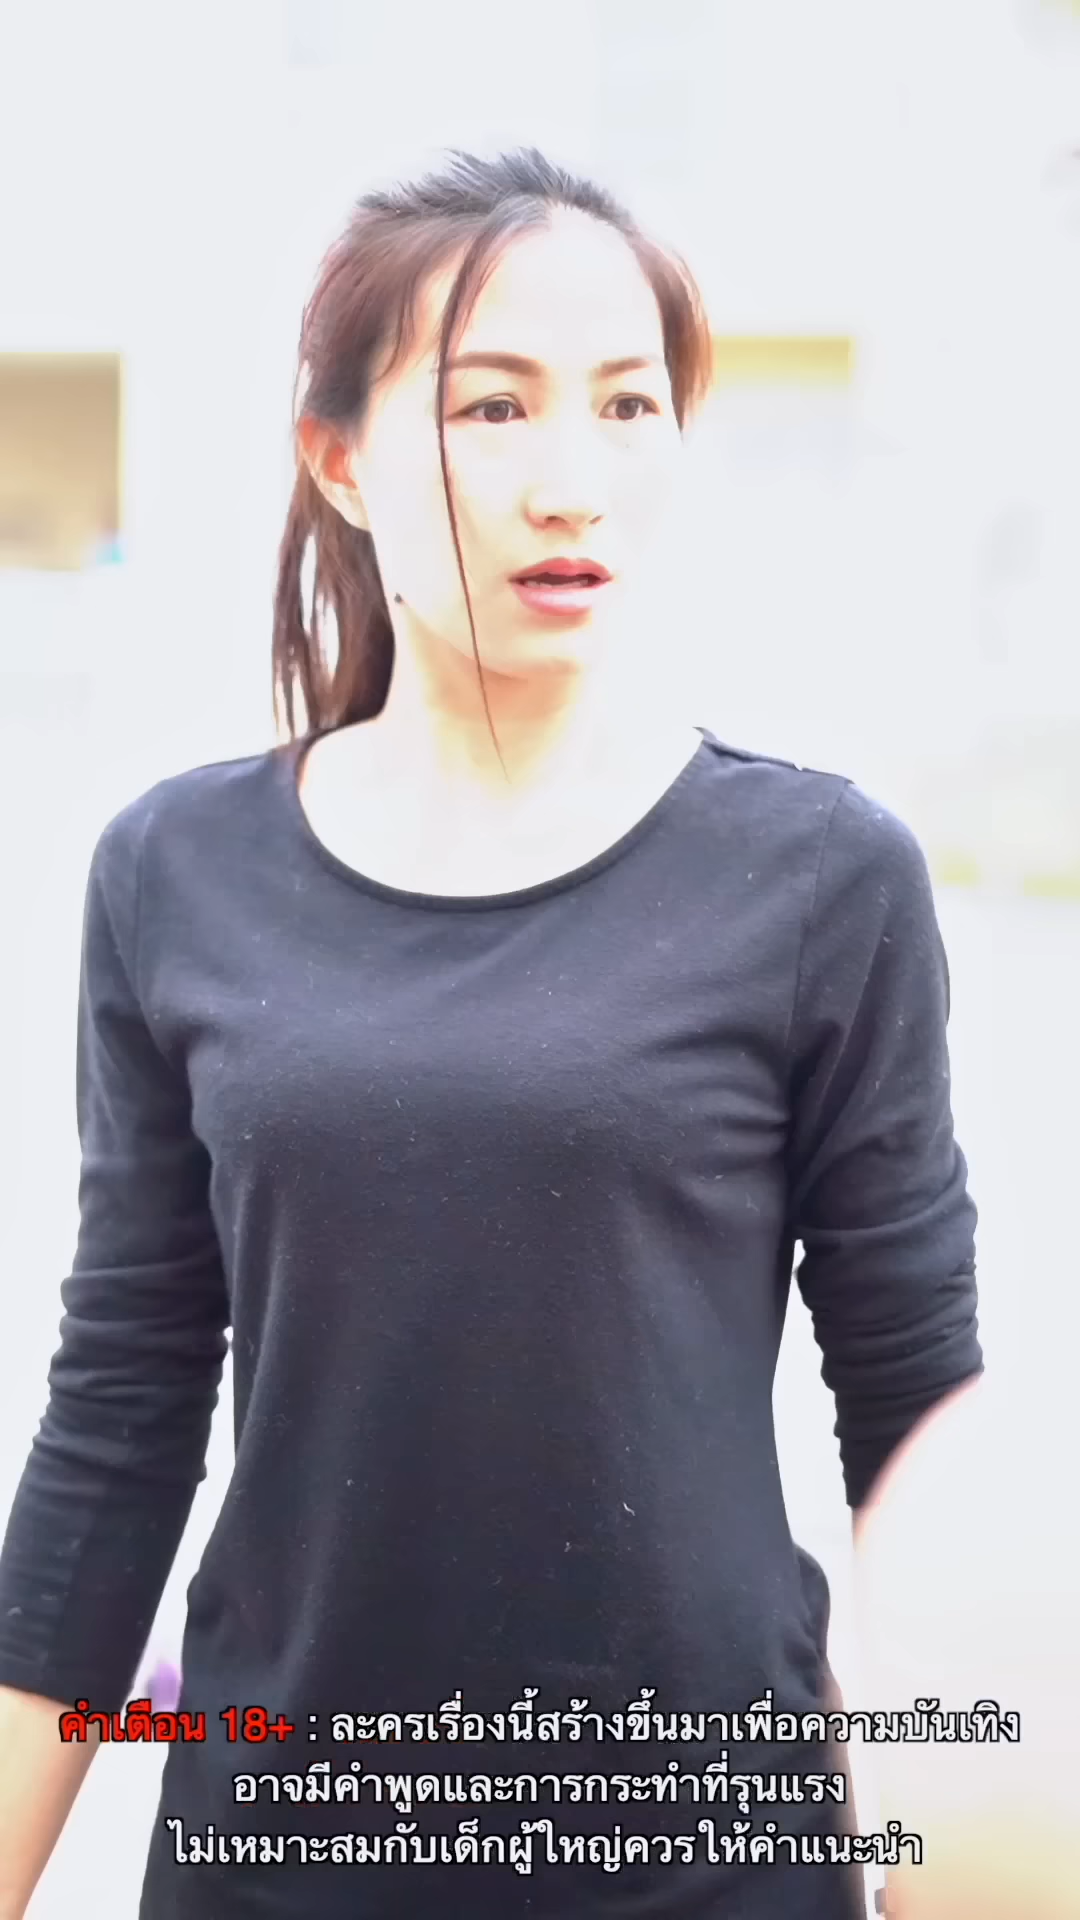 คำเตือน 18+ : ละครเรื่องนี้สร้างขึ้นมาเพื่อความบันเทิง
อาจมีคำพูดและการกระทำที่รุนแรง
ไม่เหมาะสมกับเด็กผู้ใหญ่ควรให้คำแนะนำ